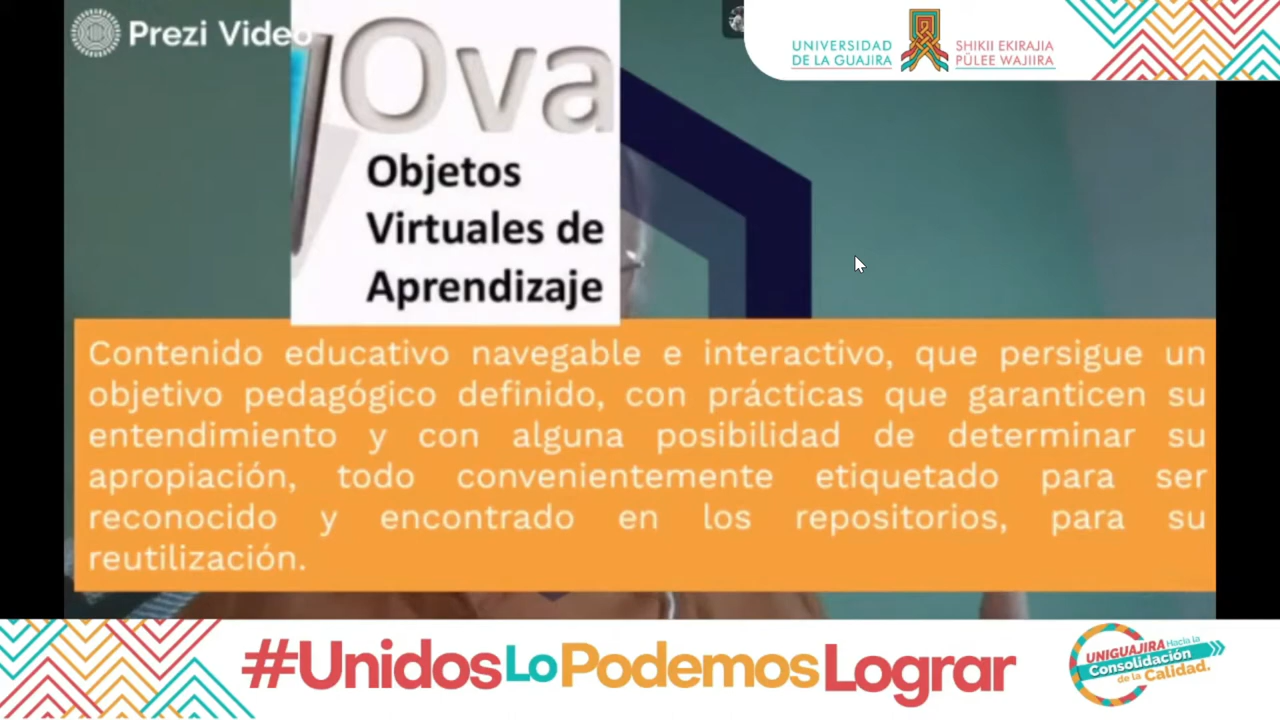 Prezi Video
UNIVERSIDAD
DE LA GUAJIRA
SHIKII EKIRAJIA
PÜLEE WAJIIRA
Ova
Objetos
Virtuales de
Aprendizaje
Contenido educativo navegable e interactivo, que persigue un
objetivo pedagógico definido, con prácticas que garanticen su
entendimiento y con alguna posibilidad de determinar su
apropiación, todo convenientemente etiquetado para ser
reconocido y encontrado en los repositorios, para su
reutilización.
#UnidosLoPodemosLograr
UNIGUAJIRA Hacia la
Consolidación
de la Calidad.